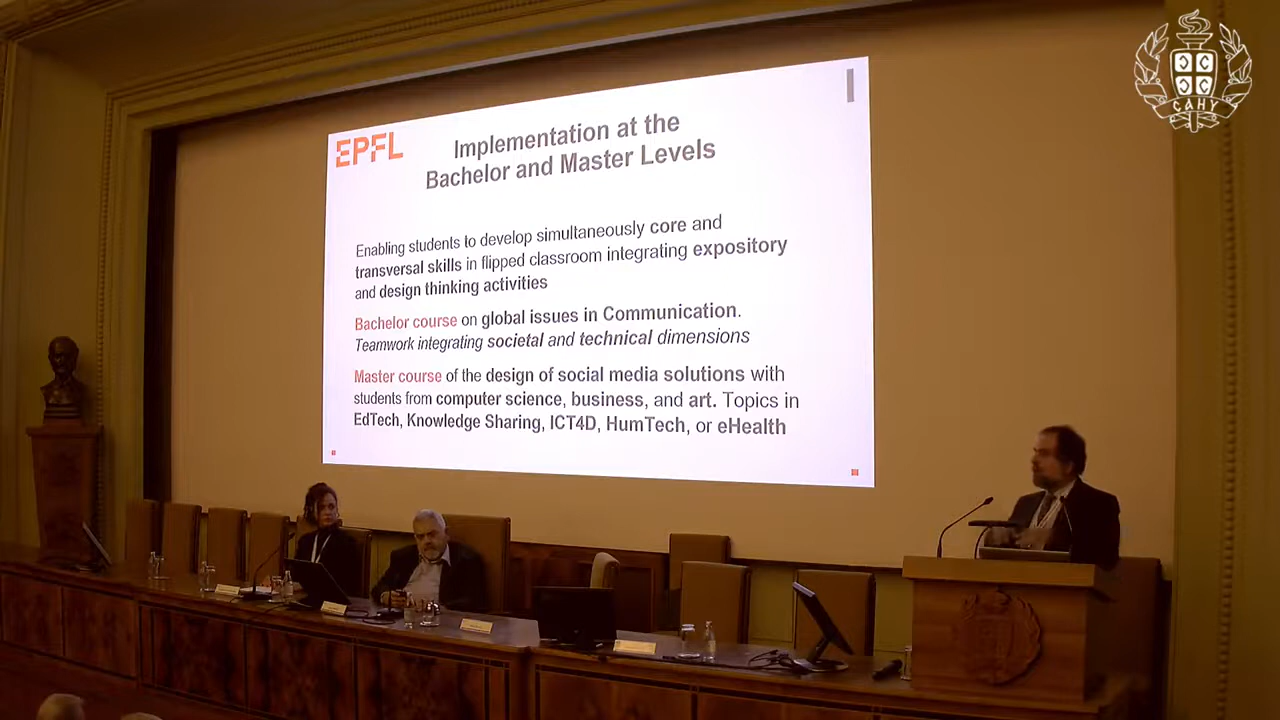 EPFL
Implementation at the
Bachelor and Master Levels
Enabling students to develop simultaneously core and
transversal skills in flipped classroom integrating expository
and design thinking activities
Bachelor course on global issues in Communication.
Teamwork integrating societal and technical dimensions
Master course of the design of social media solutions with
students from computer science, business, and art. Topics in
EdTech, Knowledge Sharing, ICT4D, HumTech, or eHealth
САНУ